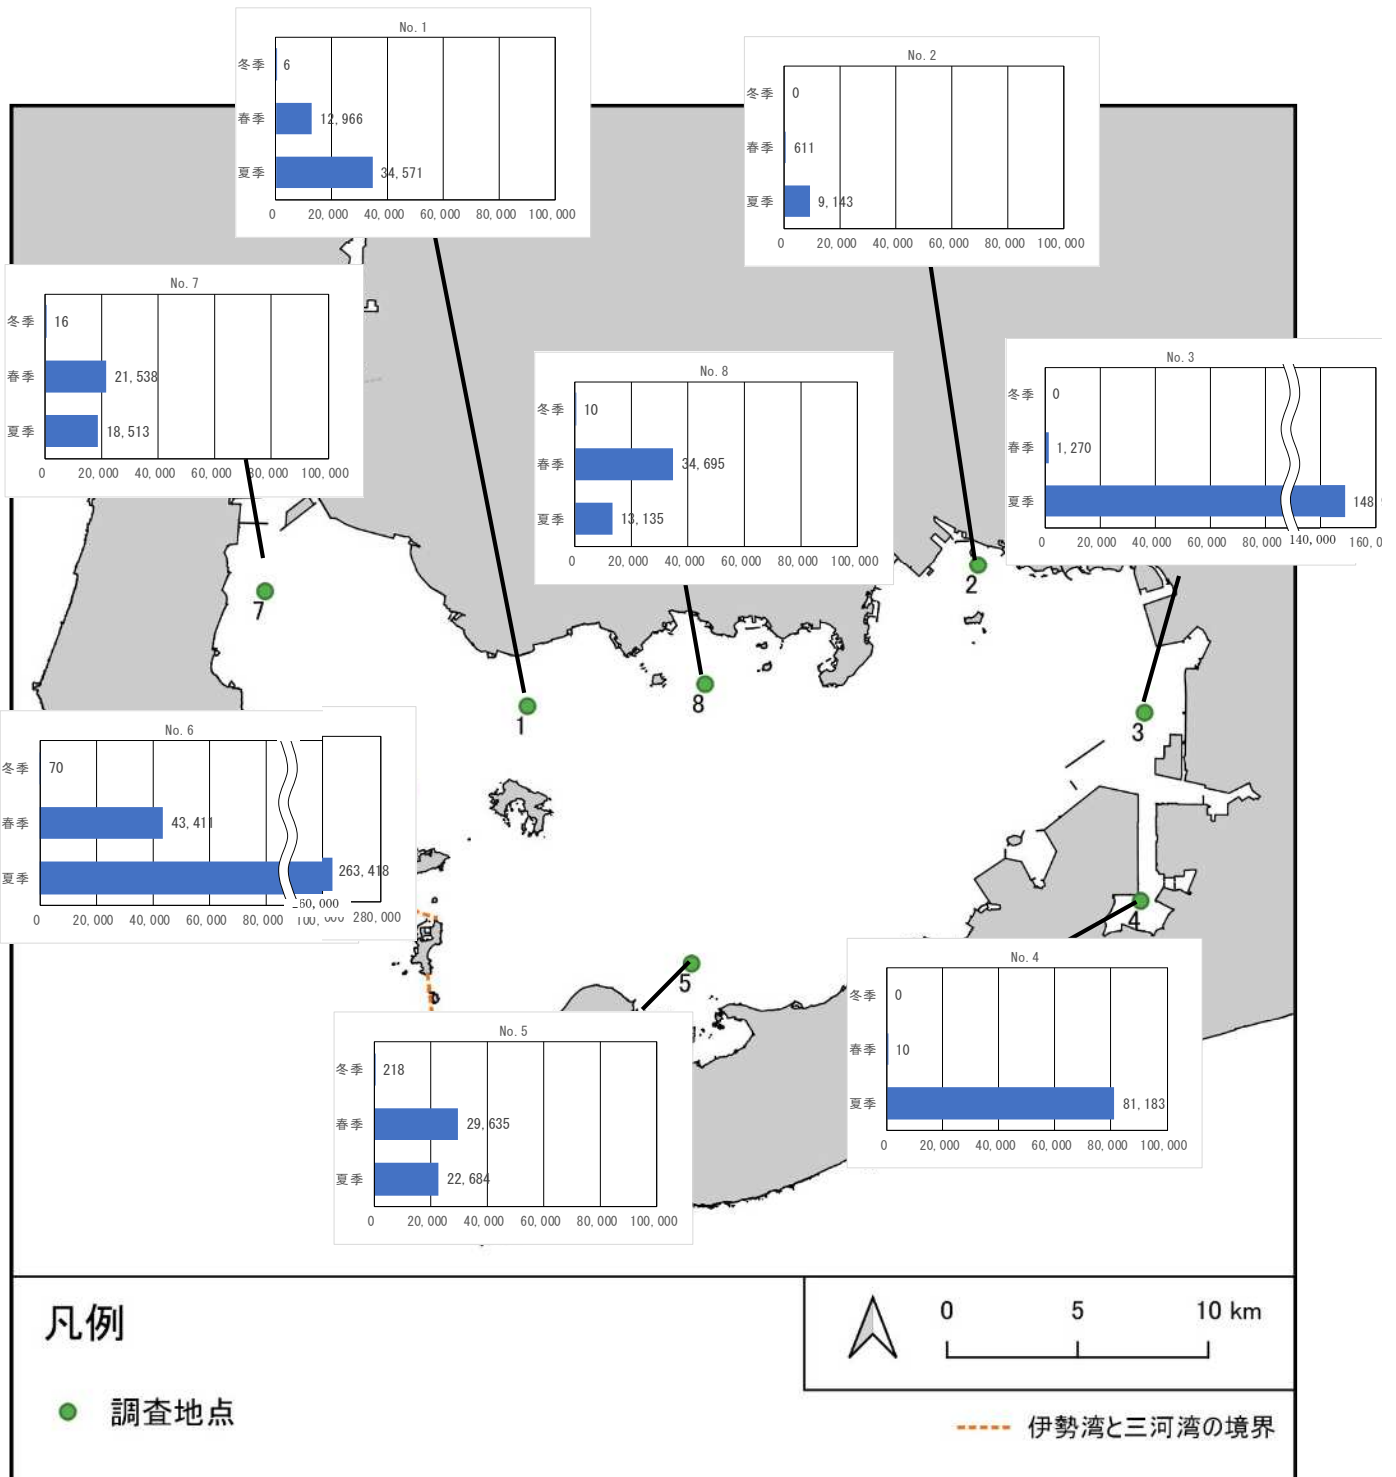 No. 1
冬季 6
春季 12,966
夏季 34,571
0 20,000 40,000 60,000 80,000 100,000
No. 2
冬季 0
春季 611
夏季 9,143
0 20,000 40,000 60,000 80,000 100,000
No. 7
冬季 16
春季 21,538
夏季 18,513
0 20,000 40,000 60,000 80,000 100,000
No. 8
冬季 10
春季 34,695
夏季 13,135
0 20,000 40,000 60,000 80,000 100,000
No. 3
冬季 0
春季 1,270
夏季 148
0 20,000 40,000 60,000 80,000 140,000 160,0
2
7
8
1
3
No. 6
冬季 70
春季 43,411
夏季 263,418
0 20,000 40,000 60,000 80,000 280,000
4
5
No. 4
冬季 0
春季 10
夏季 81,183
0 20,000 40,000 60,000 80,000 100,000
No. 5
冬季 218
春季 29,635
夏季 22,684
0 20,000 40,000 60,000 80,000 100,000
凡例
調査地点
0 5 10 km
伊勢湾と三河湾の境界